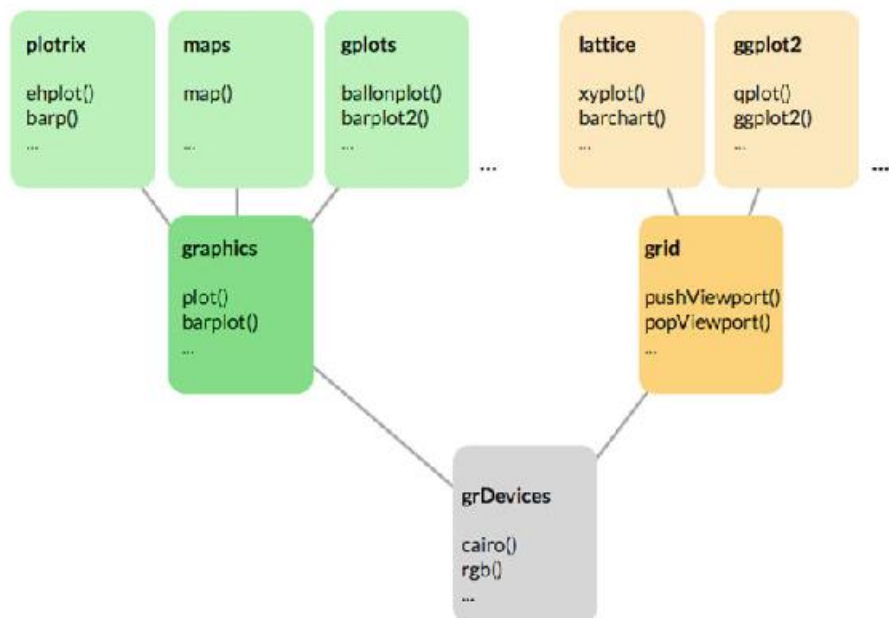 plotrix
ehplot()
barp()
...
maps
map()
...
gplots
ballonplot()
barplot2()
...
...
lattice
xyplot()
barchart()
...
ggplot2
qplot()
ggplot2()
...
...
graphics
plot()
barplot()
...
grid
pushViewport()
popViewport()
...
grDevices
cairo()
rgb()
...